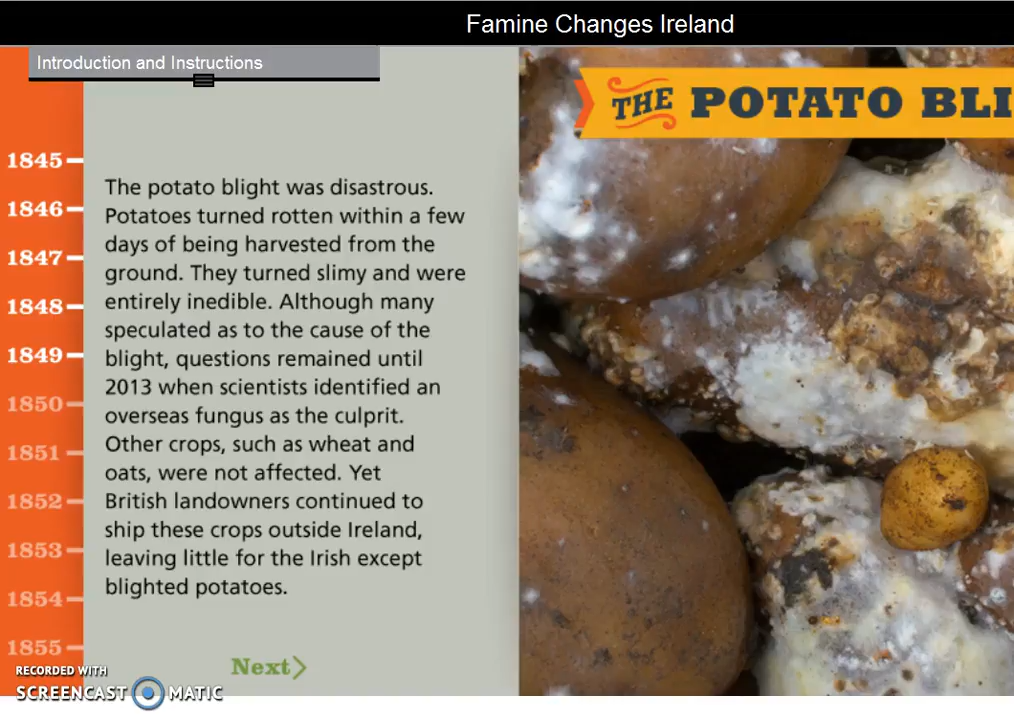 Famine Changes Ireland
Introduction and Instructions
THE POTATO BLI
1845
1846
1847
1848
1849
1850
1851
1852
1853
1854
1855
The potato blight was disastrous.
Potatoes turned rotten within a few
days of being harvested from the
ground. They turned slimy and were
entirely inedible. Although many
speculated as to the cause of the
blight, questions remained until
2013 when scientists identified an
overseas fungus as the culprit.
Other crops, such as wheat and
oats, were not affected. Yet
British landowners continued to
ship these crops outside Ireland,
leaving little for the Irish except
blighted potatoes.
Next
RECORDED WITH
SCREENCAST MATIC